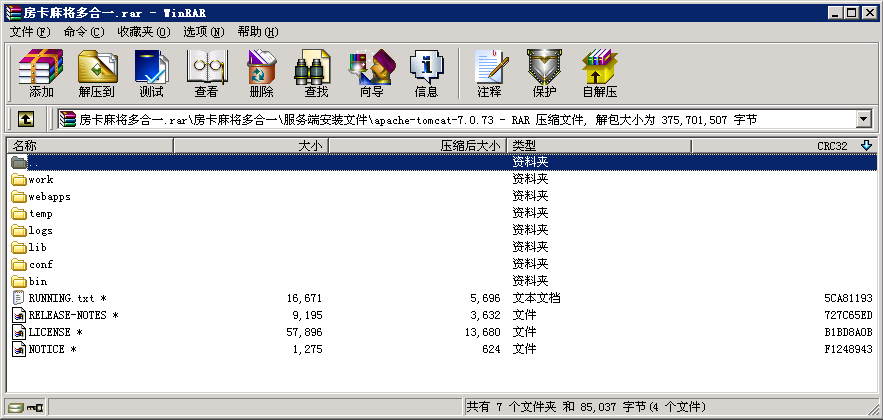 房卡麻将多合一.rar - WinRAR
文件(F) 命令(C) 收藏夹(O) 选项(N) 帮助(H)
添加 解压到 测试 查看 删除 查找 向导 信息 注释 保护 自解压
房卡麻将多合一.rar\房卡麻将多合一\服务端安装文件\apache-tomcat-7.0.73 - RAR 压缩文件, 解包大小为 375,701,507 字节
名称 大小 压缩后大小 类型 CRC32
.. 资料夹
work 资料夹
webapps 资料夹
temp 资料夹
logs 资料夹
lib 资料夹
conf 资料夹
bin 资料夹
RUNNING.txt * 16,671 5,696 文本文档 5CA81193
RELEASE-NOTES * 9,195 3,632 文件 727C65ED
LICENSE * 57,896 13,680 文件 B1BD8A0B
NOTICE * 1,275 624 文件 F1248943
共有 7 个文件夹 和 85,037 字节(4 个文件)